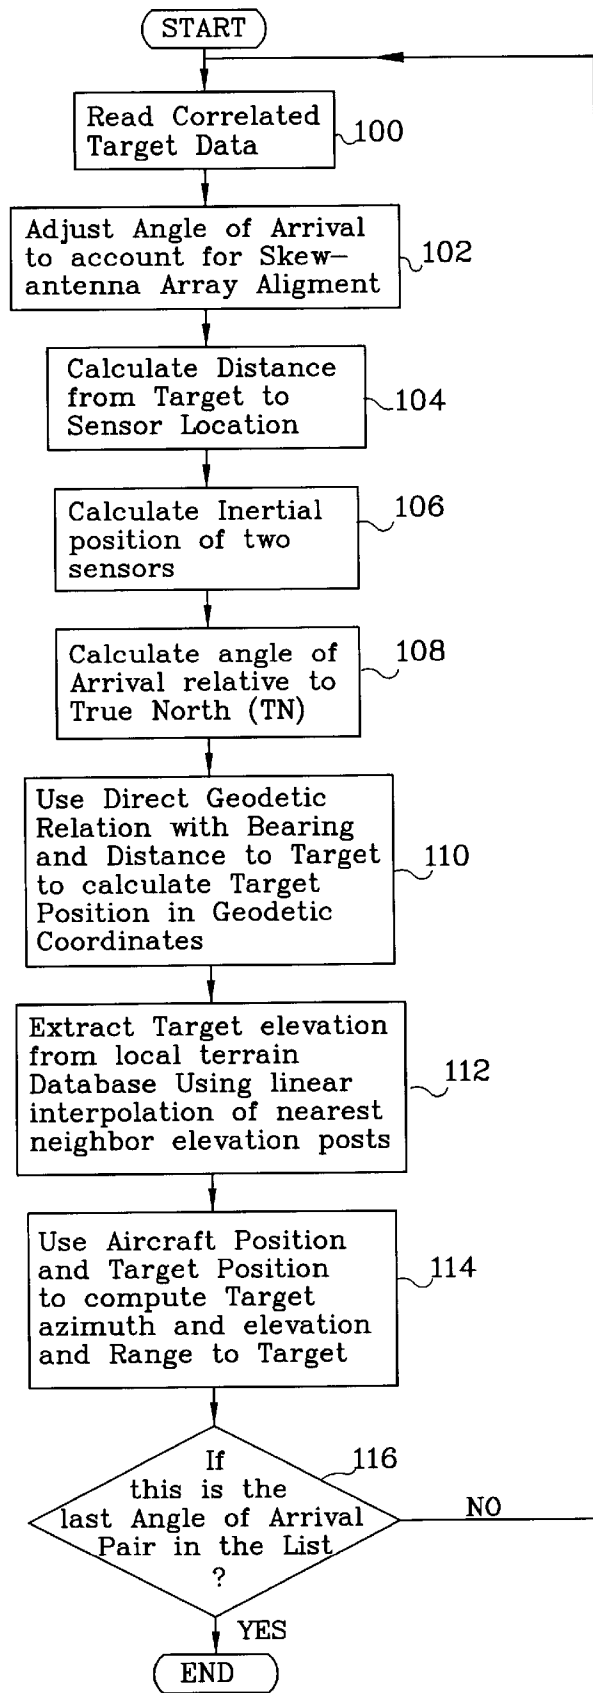 START
Read Correlated
Target Data
100
Adjust Angle of Arrival
to account for Skew-
antenna Array Aligment
102
Calculate Distance
from Target to
Sensor Location
104
Calculate Inertial
position of two
sensors
106
Calculate angle of
Arrival relative to
True North (TN)
108
Use Direct Geodetic
Relation with Bearing
and Distance to Target
to calculate Target
Position in Geodetic
Coordinates
110
Extract Target elevation
from local terrain
Database Using linear
interpolation of nearest
neighbor elevation posts
112
Use Aircraft Position
and Target Position
to compute Target
azimuth and elevation
and Range to Target
114
If
this is the
last Angle of Arrival
Pair in the List
?
116
NO
YES
END